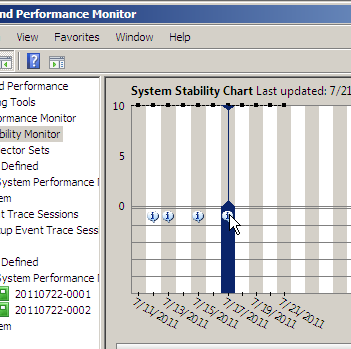 nd Performance Monitor
View Favorites Window Help
d Performance
ng Tools
ormance Monitor
bility Monitor
ector Sets
Defined
System Performance M
em
t Trace Sessions
up Event Trace Sess
Defined
System Performance M
20110722-0001
20110722-0002
em
System Stability Chart Last updated: 7/21
10
5
0
7/11/2011
7/13/2011
7/15/2011
7/17/2011
7/19/2011
7/21/2011